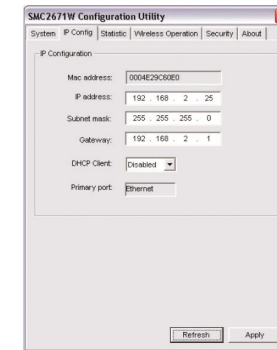 SMC2671W Configuration Utility
System IP Config Statistic Wireless Operation Security About
IP Configuration
Mac address: 0004E29C60E0
IP address: 192 . 168 . 2 . 25
Subnet mask: 255 . 255 . 255 . 0
Gateway: 192 . 168 . 2 . 1
DHCP Client: Disabled
Primary port: Ethernet
Refresh Apply